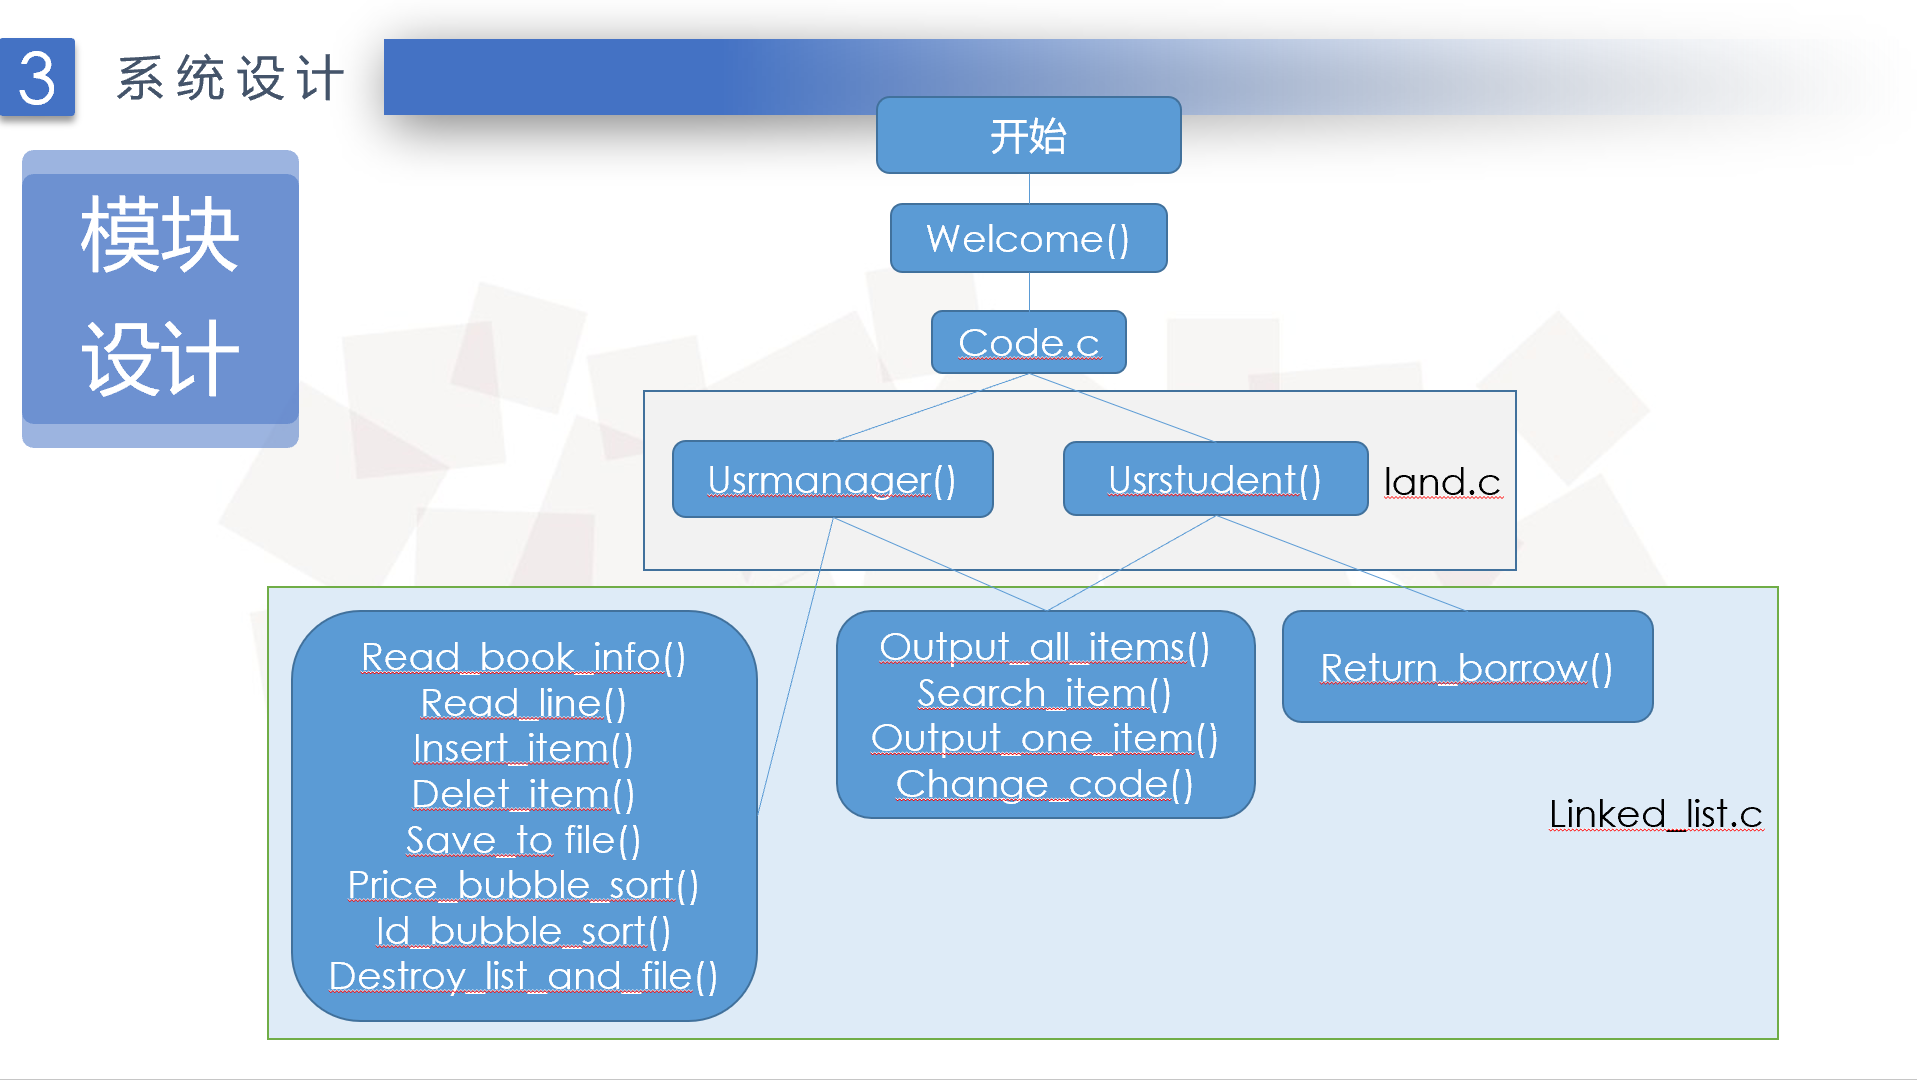 3
系统设计
模块
设计
开始
Welcome()
Code.c
Usrmanager()
Usrstudent()
land.c
Read_book_info()
Read_line()
Insert_item()
Delet_item()
Save_to file()
Price_bubble_sort()
Id_bubble_sort()
Destroy_list_and_file()
Output_all_items()
Search_item()
Output_one_item()
Change_code()
Return_borrow()
Linked_list.c